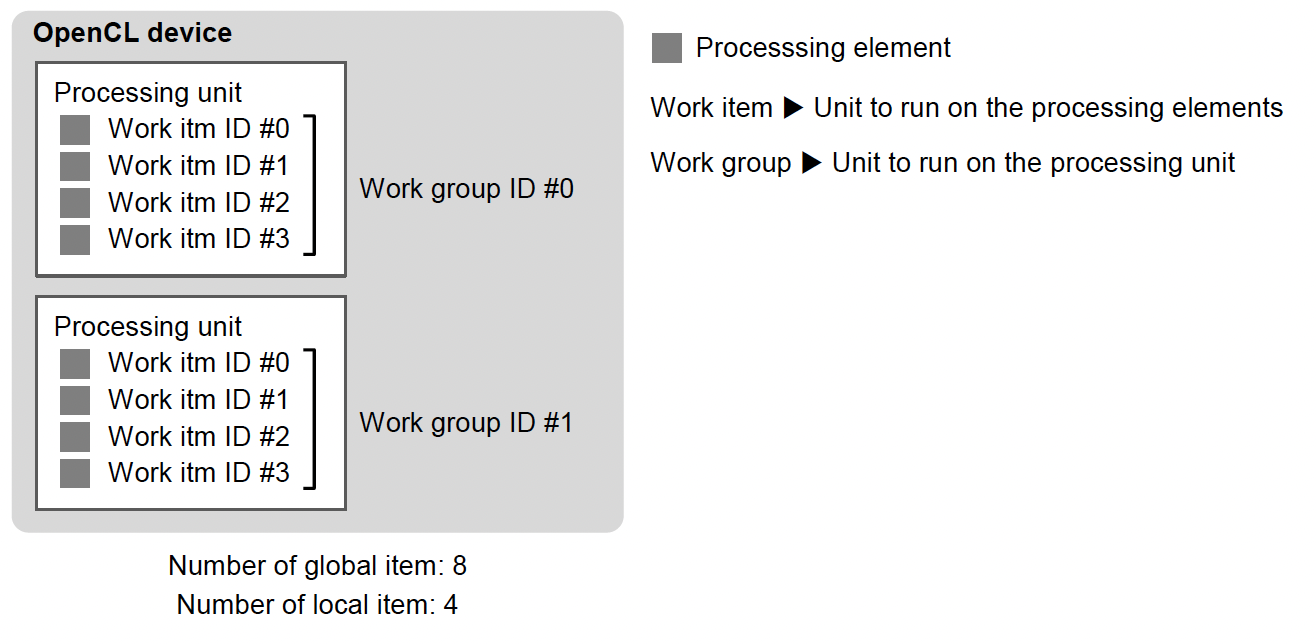 OpenCL device
Processing unit
Work itm ID #0
Work itm ID #1
Work itm ID #2
Work itm ID #3
Work group ID #0
Processing unit
Work itm ID #0
Work itm ID #1
Work itm ID #2
Work itm ID #3
Work group ID #1
Number of global item: 8
Number of local item: 4
Processsing element
Work item ▶ Unit to run on the processing elements
Work group ▶ Unit to run on the processing unit